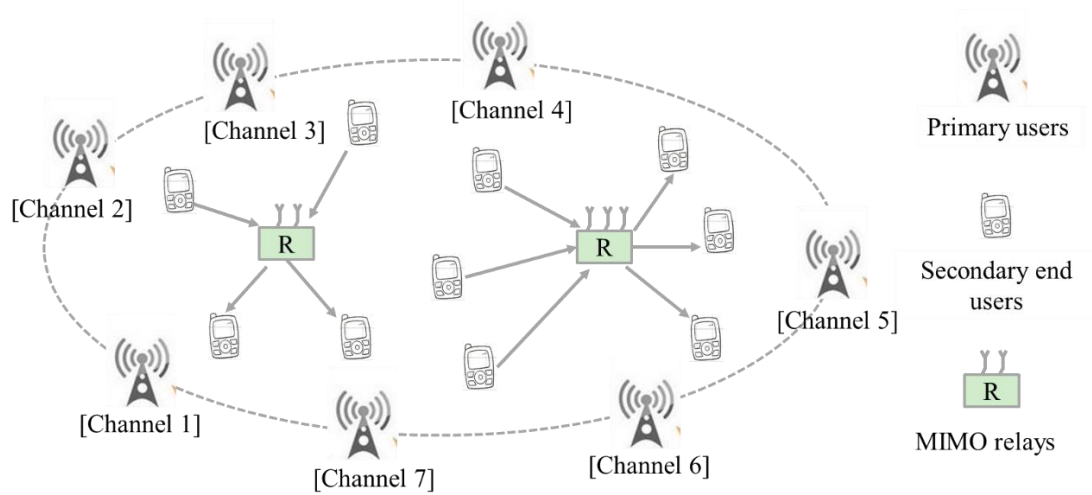 [Channel 4]
[Channel 3]
Primary users
[Channel 2]
R
R
Secondary end
users
[Channel 5]
R
[Channel 1]
MIMO relays
[Channel 7]
[Channel 6]